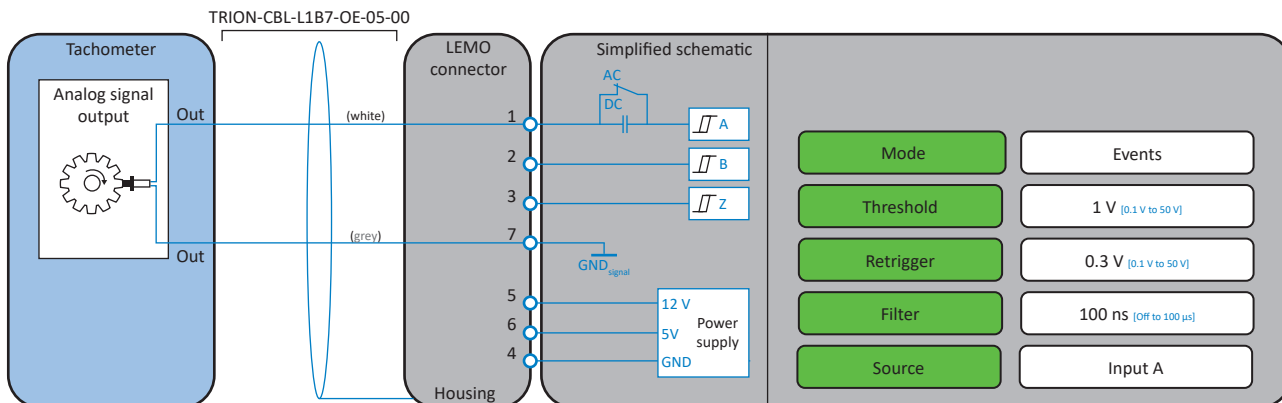 TRION-CBL-L1B7-OE-05-00
Tachometer
Analog signal
output
Out
Out
(white)
(grey)
LEMO
connector
1
2
3
7
5
6
4
Housing
Simplified schematic
AC
DC
A
B
Z
GNDsignal
12 V
5V
GND
Power
supply
Mode
Events
Threshold
1 V [0.1 V to 50 V]
Retrigger
0.3 V [0.1 V to 50 V]
Filter
100 ns [Off to 100 µs]
Source
Input A